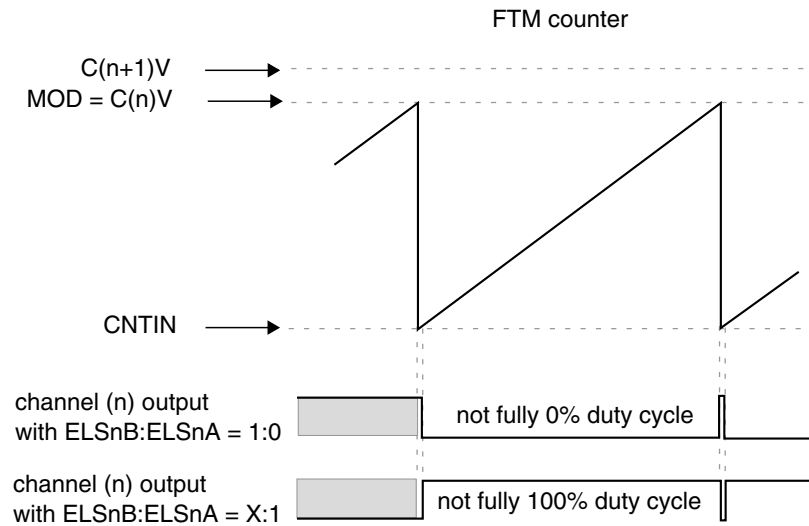 FTM counter
C(n+1)V
MOD = C(n)V
CNTIN
channel (n) output
with ELSnB:ELSnA = 1:0
not fully 0% duty cycle
channel (n) output
with ELSnB:ELSnA = X:1
not fully 100% duty cycle